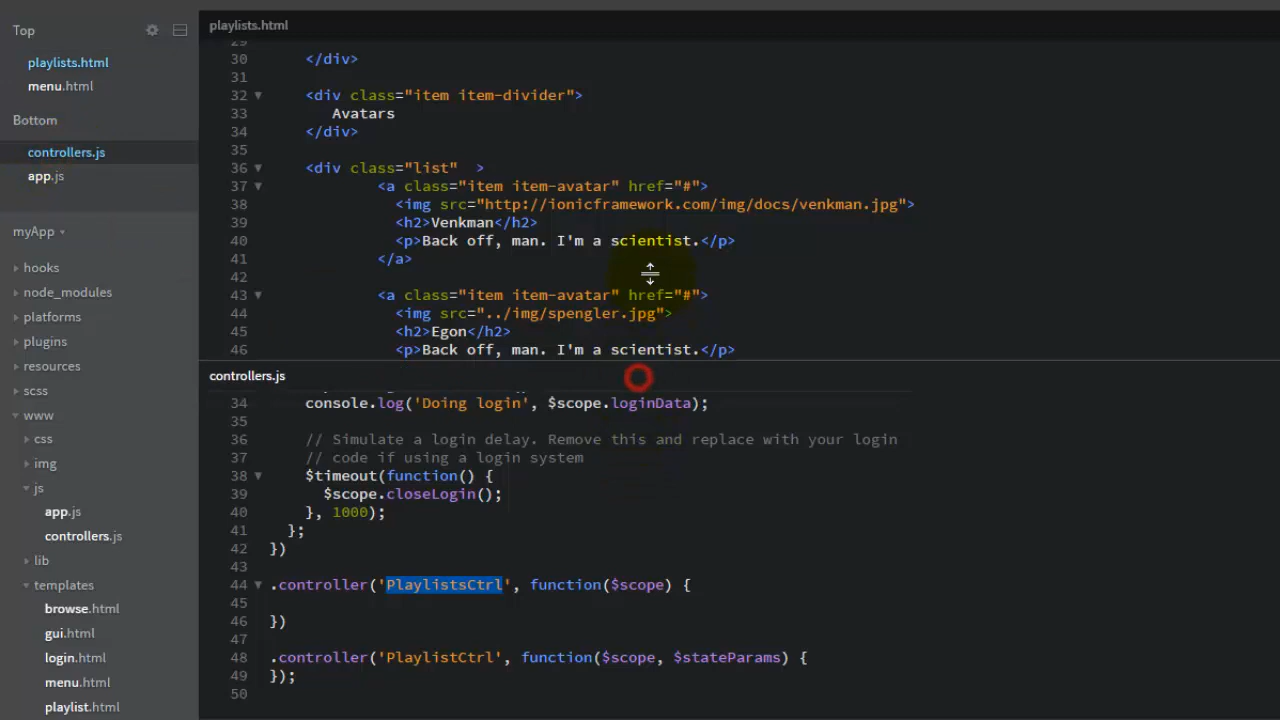 Top
playlists.html
menu.html
Bottom
controllers.js
app.js
myApp
hooks
node_modules
platforms
plugins
resources
scss
www
css
img
js
app.js
controllers.js
lib
templates
browse.html
gui.html
login.html
menu.html
playlist.html
playlists.html
29
30 </div>
31
32 <div class="item item-divider">
33 Avatars
34 </div>
35
36 <div class="list"  >
37 <a class="item item-avatar" href="#">
38 <img src="http://ionicframework.com/img/docs/venkman.jpg">
39 <h2>Venkman</h2>
40 <p>Back off, man. I'm a scientist.</p>
41 </a>
42
43 <a class="item item-avatar" href="#">
44 <img src="../img/spengler.jpg">
45 <h2>Egon</h2>
46 <p>Back off, man. I'm a scientist.</p>
controllers.js
34 console.log('Doing login', $scope.loginData);
35
36 // Simulate a login delay. Remove this and replace with your login
37 // code if using a login system
38 $timeout(function() {
39 $scope.closeLogin();
40 }, 1000);
41 };
42 })
43
44 .controller('PlaylistsCtrl', function($scope) {
45
46 })
47
48 .controller('PlaylistCtrl', function($scope, $stateParams) {
49 });
50